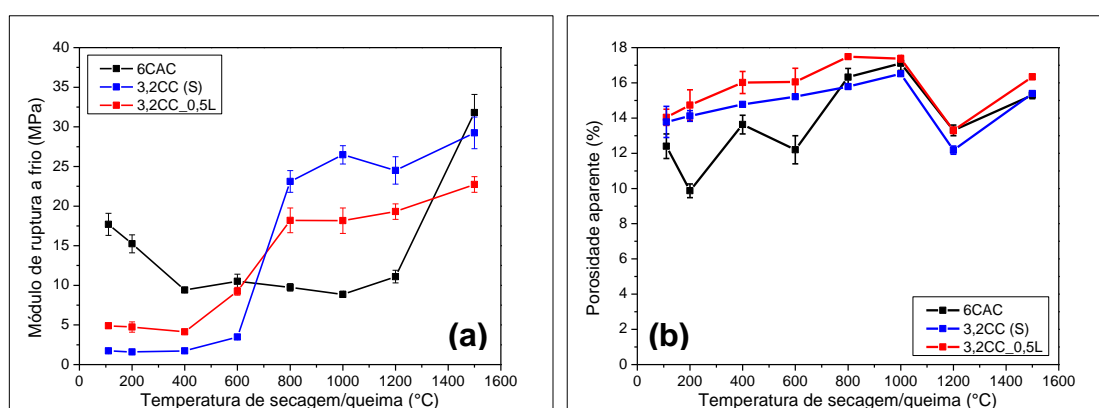 40
35
30
25
20
15
10
5
0
Módulo de ruptura a frio (MPa)
6CAC
3,2CC (S)
3,2CC_0,5L
(a)
0 200 400 600 800 1000 1200 1400 1600
Temperatura de secagem/queima (°C)
18
16
14
12
10
8
6
4
2
0
Porosidade aparente (%)
6CAC
3,2CC (S)
3,2CC_0,5L
(b)
0 200 400 600 800 1000 1200 1400 1600
Temperatura de secagem/queima (°C)